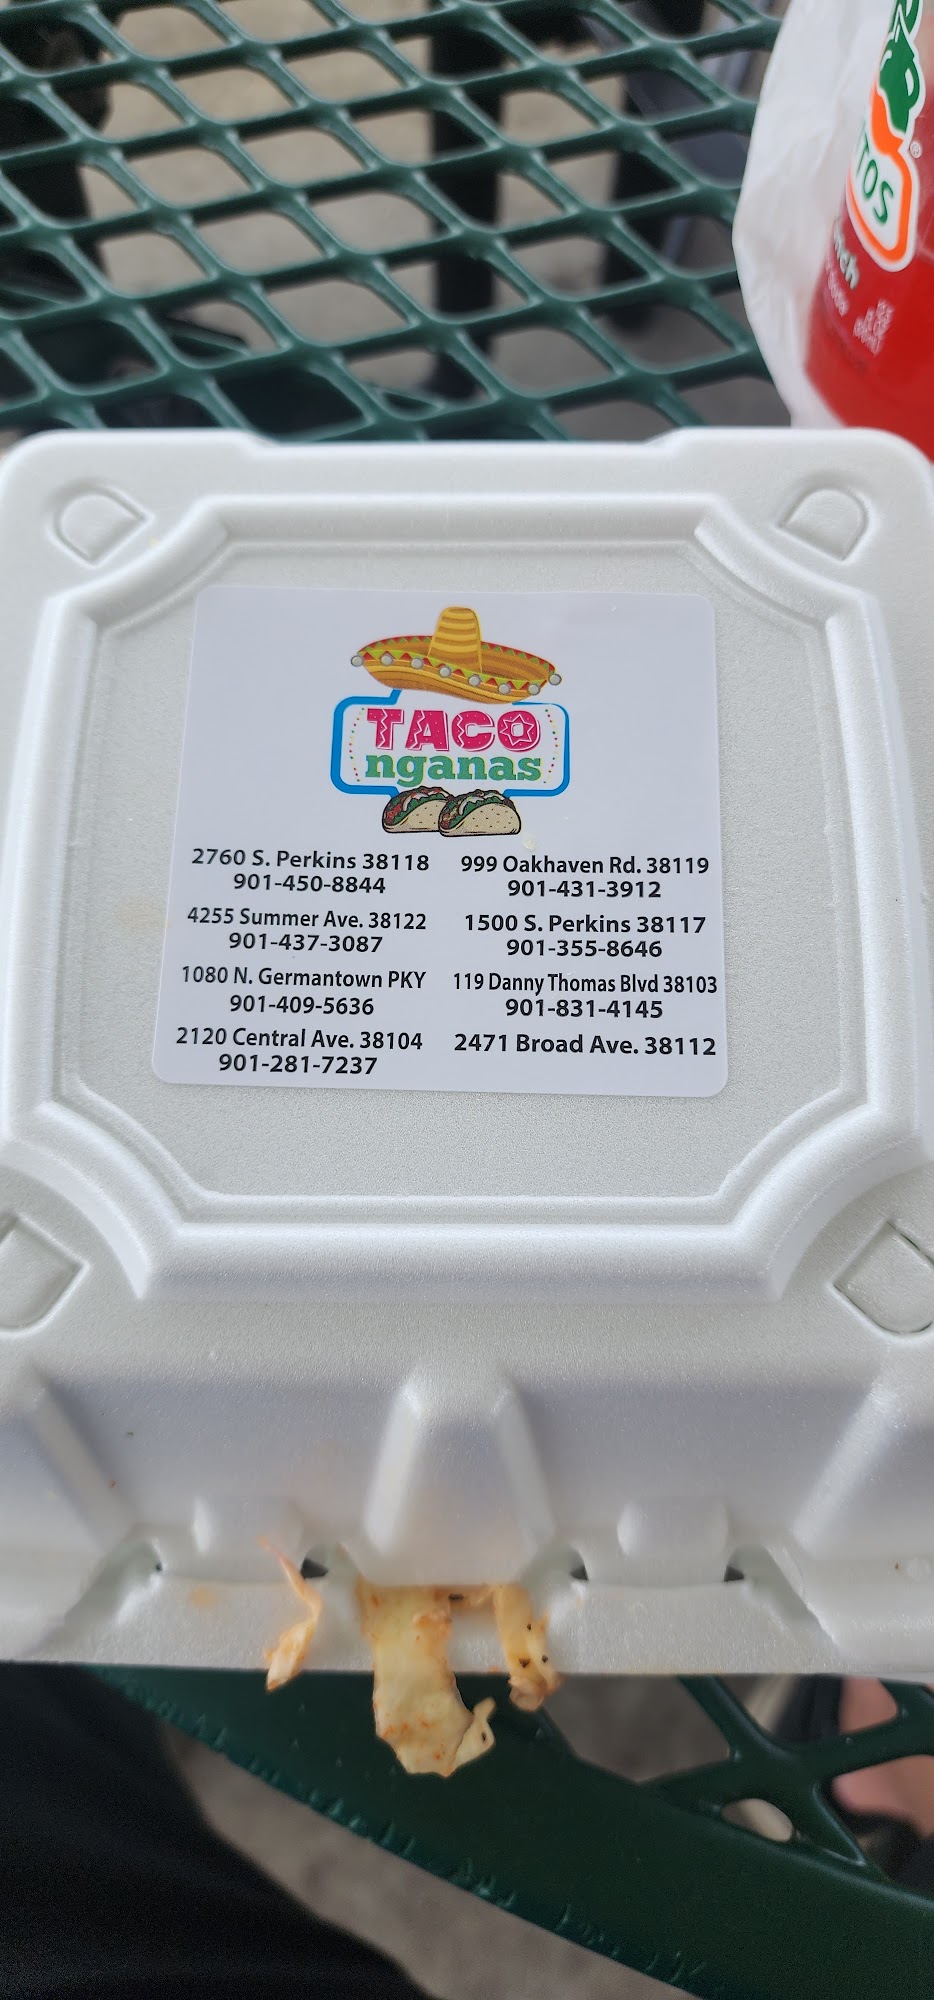 TOS
®
TACO
nganas
2760 S. Perkins 38118
901-450-8844
999 Oakhaven Rd. 38119
901-431-3912
4255 Summer Ave. 38122
901-437-3087
1500 S. Perkins 38117
901-355-8646
1080 N. Germantown PKY
901-409-5636
119 Danny Thomas Blvd 38103
901-831-4145
2120 Central Ave. 38104
901-281-7237
2471 Broad Ave. 38112